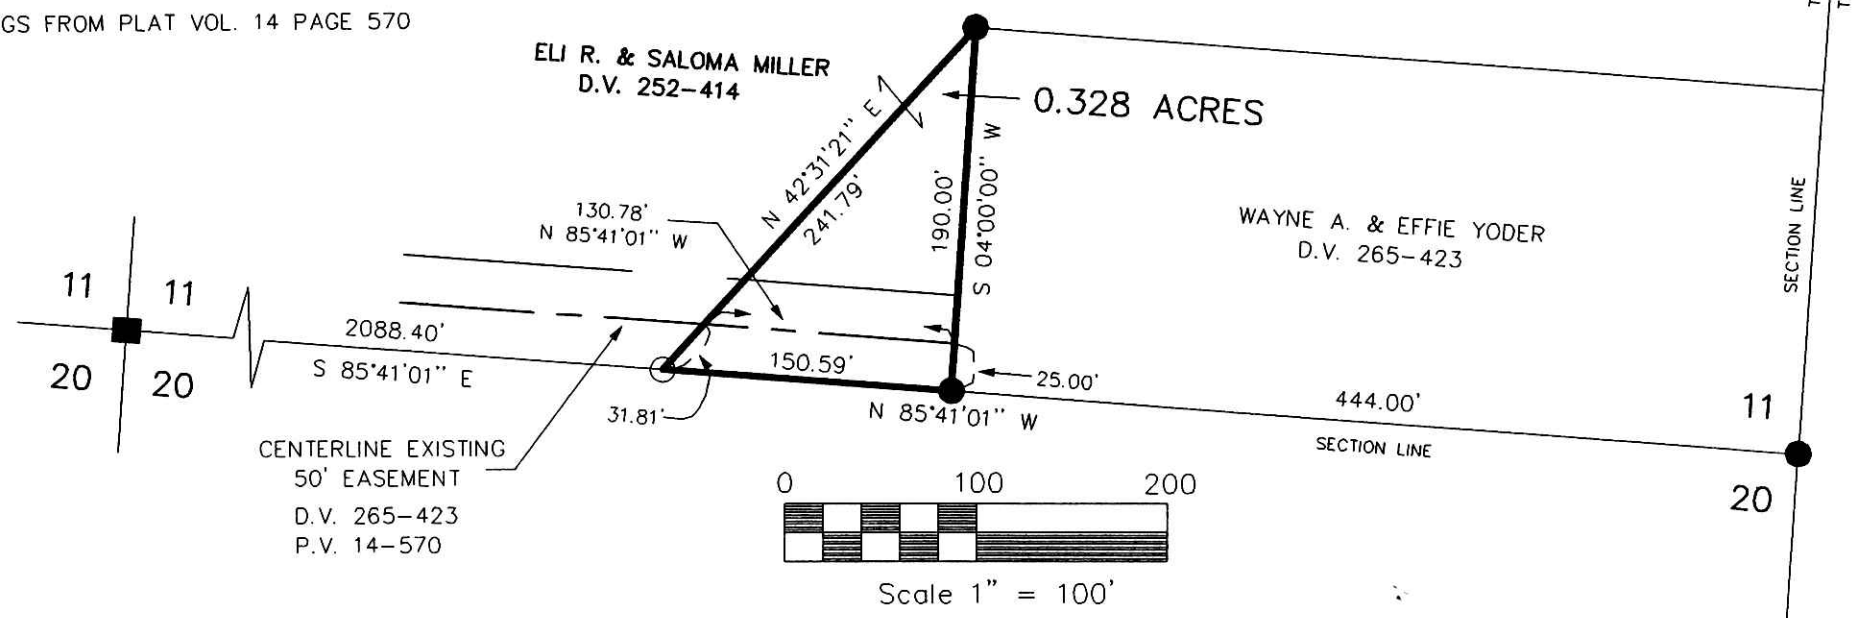 GS FROM PLAT VOL. 14 PAGE 570
ELI R. & SALOMA MILLER
D.V. 252-414
0.328 ACRES
N 42°31'21" E
241.79'
190.00'
S 04°00'00" W
130.78'
N 85°41'01" W
WAYNE A. & EFFIE YODER
D.V. 265-423
SECTION LINE
11
11
20
20
2088.40'
S 85°41'01" E
150.59'
N 85°41'01" W
31.81'
25.00'
444.00'
SECTION LINE
11
20
CENTERLINE EXISTING
50' EASEMENT
D.V. 265-423
P.V. 14-570
0 100 200
Scale 1" = 100'